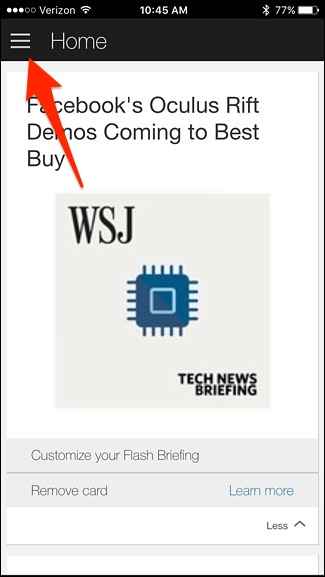 Verizon 10:45 AM 77%
Home
Facebook's Oculus Rift
Demos Coming to Best
Buy
WSJ
TECH NEWS
BRIEFING
Customize your Flash Briefing
Remove card Learn more
Less